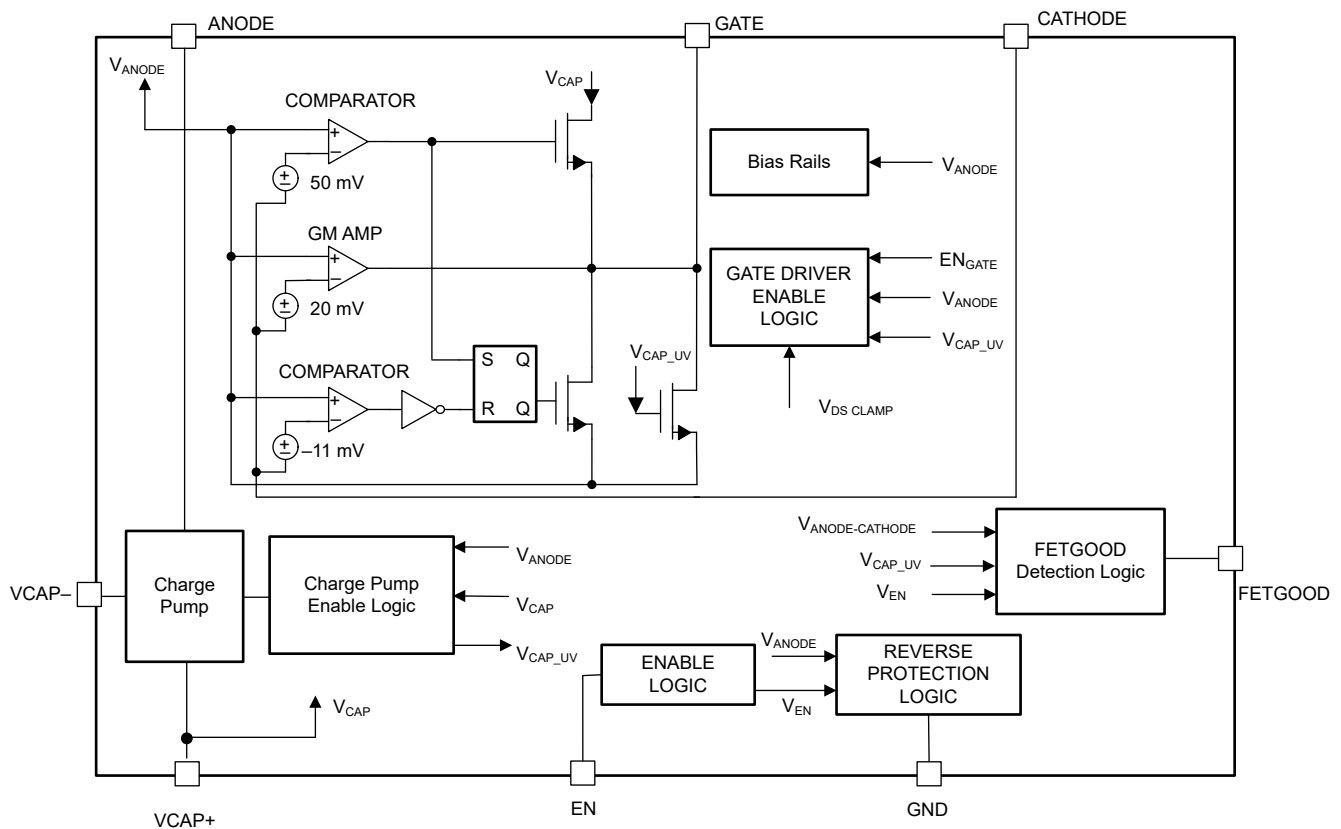 ANODE
GATE
CATHODE
VANODE
VCAP
COMPARATOR
+
−
±
50 mV
Bias Rails
VANODE
GM AMP
+
−
±
20 mV
GATE DRIVER
ENABLE
LOGIC
ENGATE
VANODE
VCAP_UV
VDS CLAMP
COMPARATOR
+
−
±
–11 mV
S Q
R Q
VCAP_UV
VCAP–
Charge
Pump
Charge Pump
Enable Logic
VANODE
VCAP
VCAP_UV
VANODE-CATHODE
VCAP_UV
VEN
FETGOOD
Detection Logic
FETGOOD
ENABLE
LOGIC
VANODE
VEN
REVERSE
PROTECTION
LOGIC
VCAP
VCAP+
EN
GND